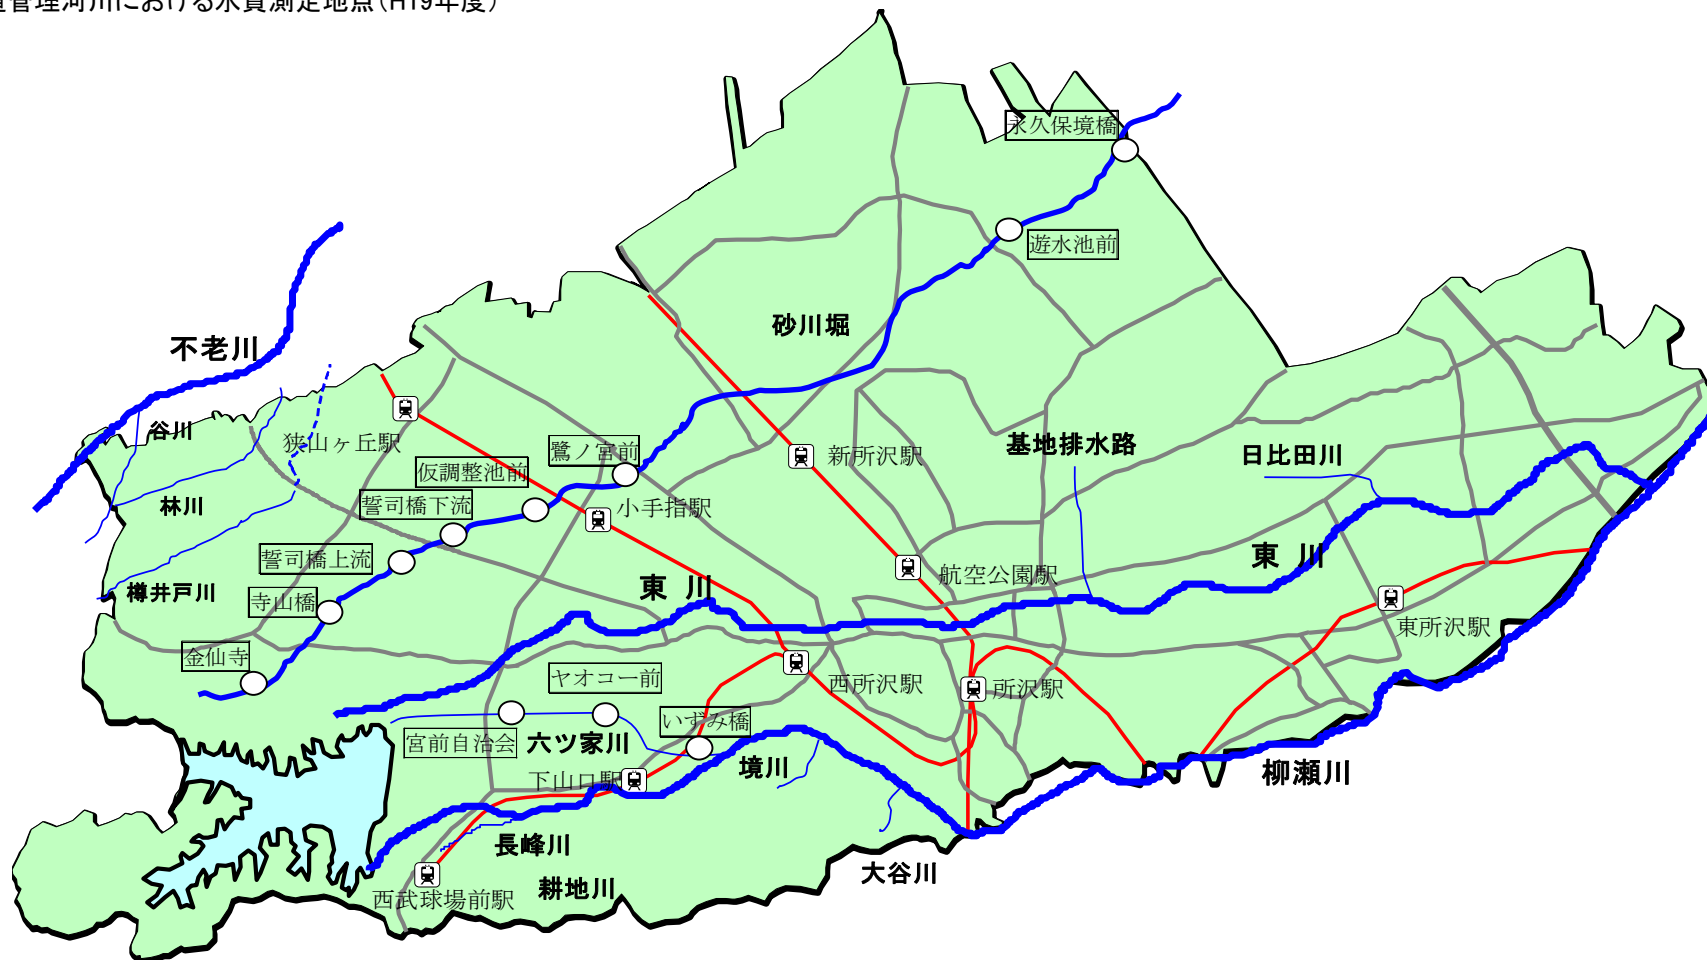 管理河川における水質測定地点（H19年度）
永久保境橋
遊水池前
砂川堀
不老川
谷川
狭山ヶ丘駅
鷺ノ宮前
新所沢駅
基地排水路
日比田川
仮調整池前
林川
誓司橋下流
小手指駅
誓司橋上流
東 川
航空公園駅
東 川
樽井戸川
寺山橋
東所沢駅
金仙寺
ヤオコー前
西所沢駅
所沢駅
いずみ橋
宮前自治会
六ツ家川
境川
柳瀬川
下山口駅
長峰川
大谷川
耕地川
西武球場前駅